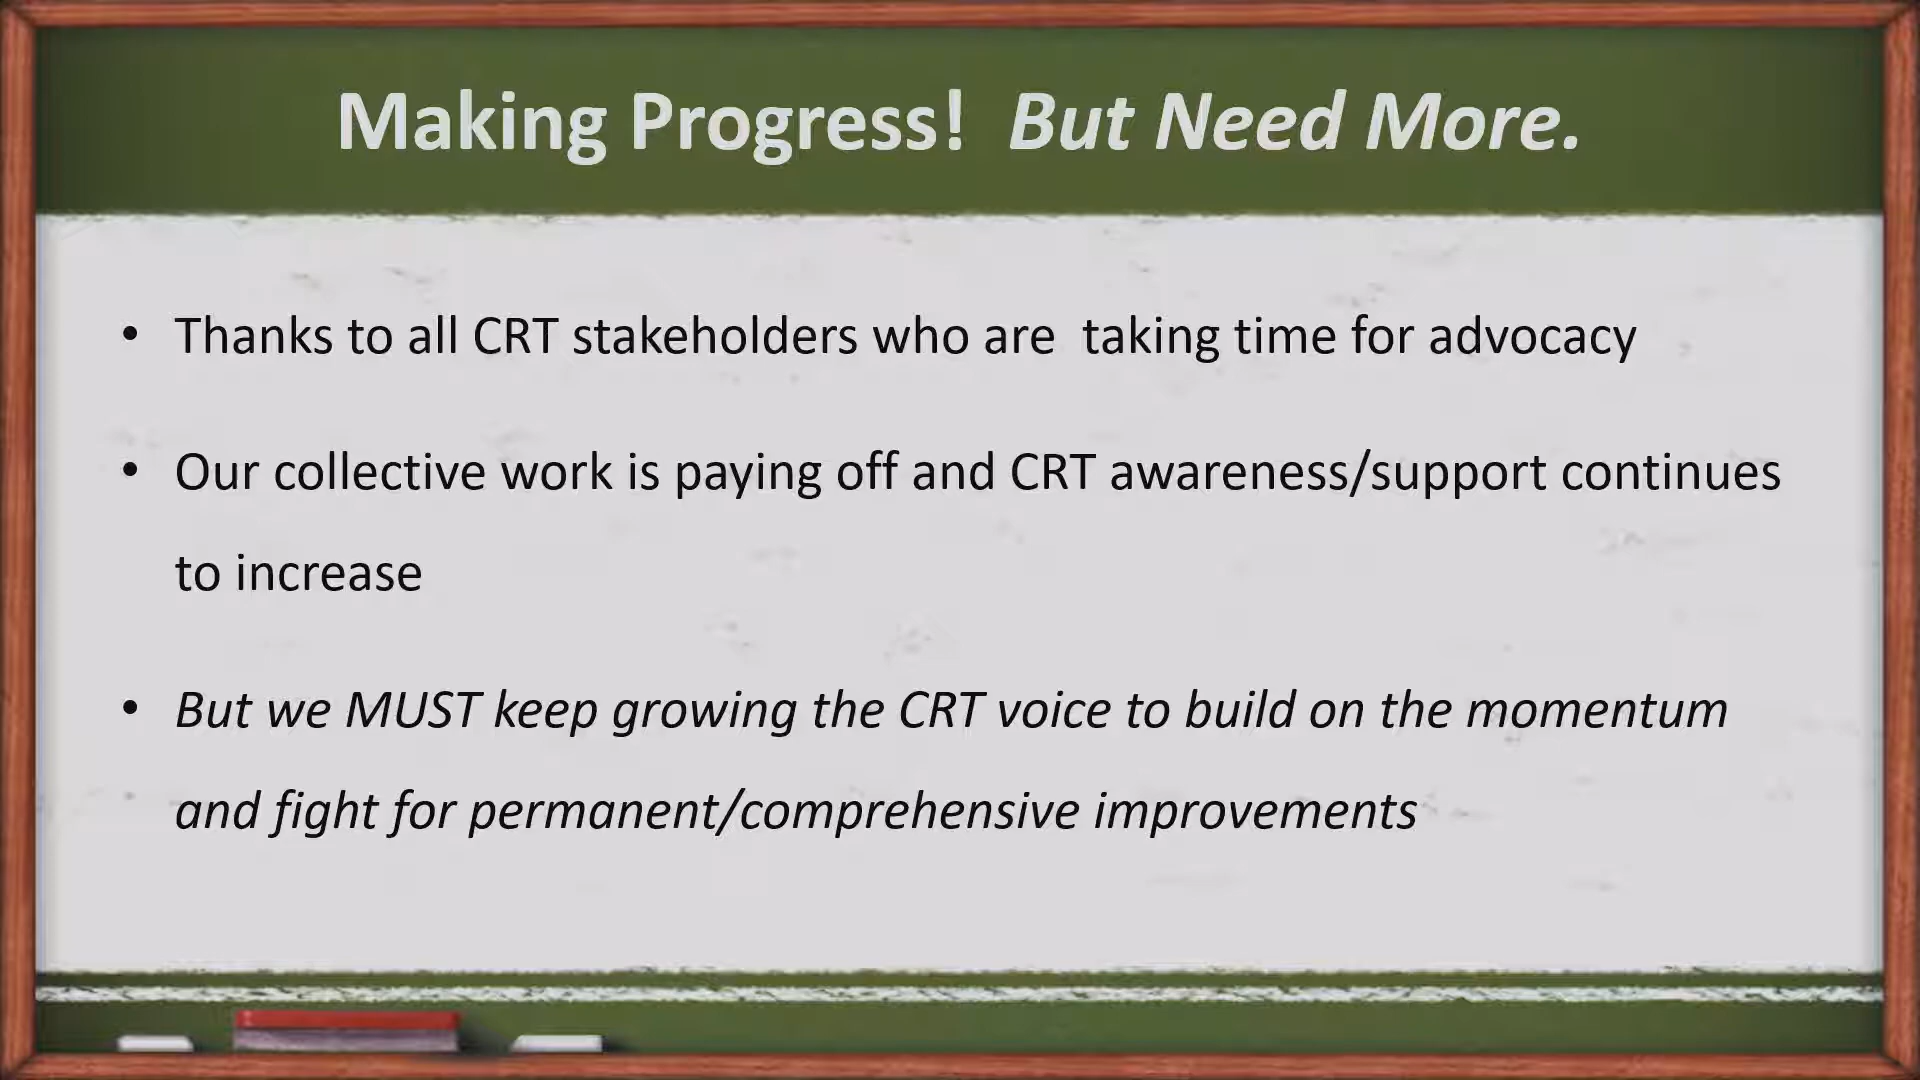 Making Progress!  But Need More.
• Thanks to all CRT stakeholders who are  taking time for advocacy
• Our collective work is paying off and CRT awareness/support continues
to increase
• But we MUST keep growing the CRT voice to build on the momentum
and fight for permanent/comprehensive improvements